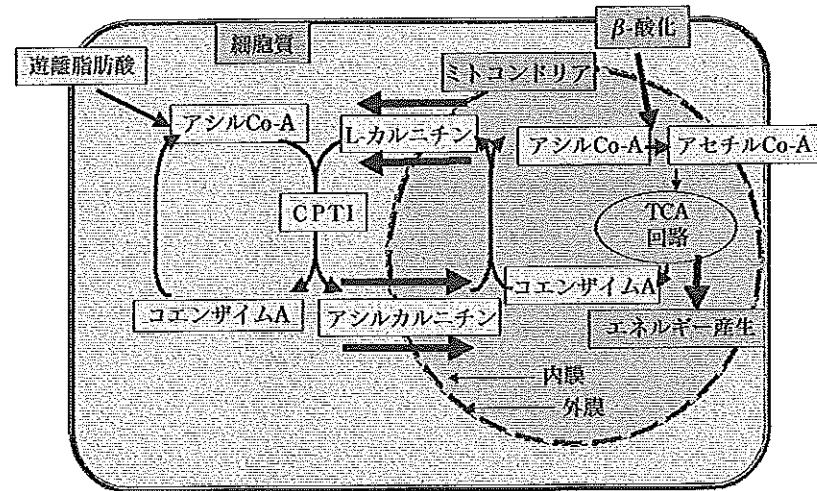 β-酸化
細胞質
遊離脂肪酸
ミトコンドリア
アシルCo-A
L-カルニチン
アシルCo-A
アセチルCo-A
CPTI
TCA
回路
コエンザイムA
アシルカルニチン
コエンザイムA
エネルギー産生
内膜
外膜